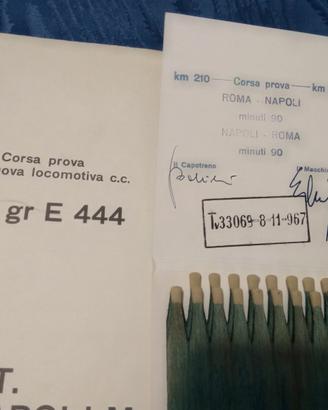 Corsa prova
ova locomotiva c.c.
gr E 444
T.
km 210 Corsa prova km
ROMA - NAPOLI
minuti 90
NAPOLI - ROMA
minuti 90
Il Capotreno
Il Macchin
Tv33069-8-11-967